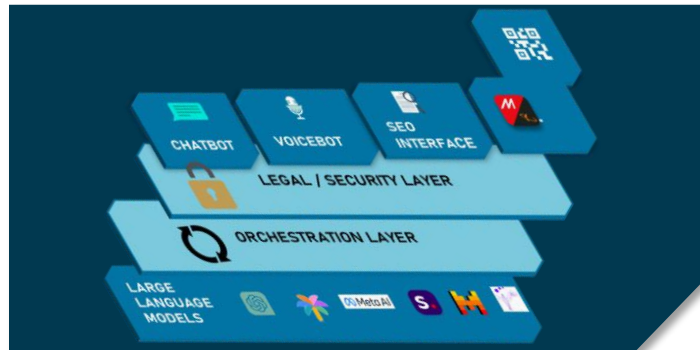 CHATBOT
VOICEBOT
SEO
INTERFACE
M
LEGAL / SECURITY LAYER
ORCHESTRATION LAYER
LARGE
LANGUAGE
MODELS
Meta AI
S.